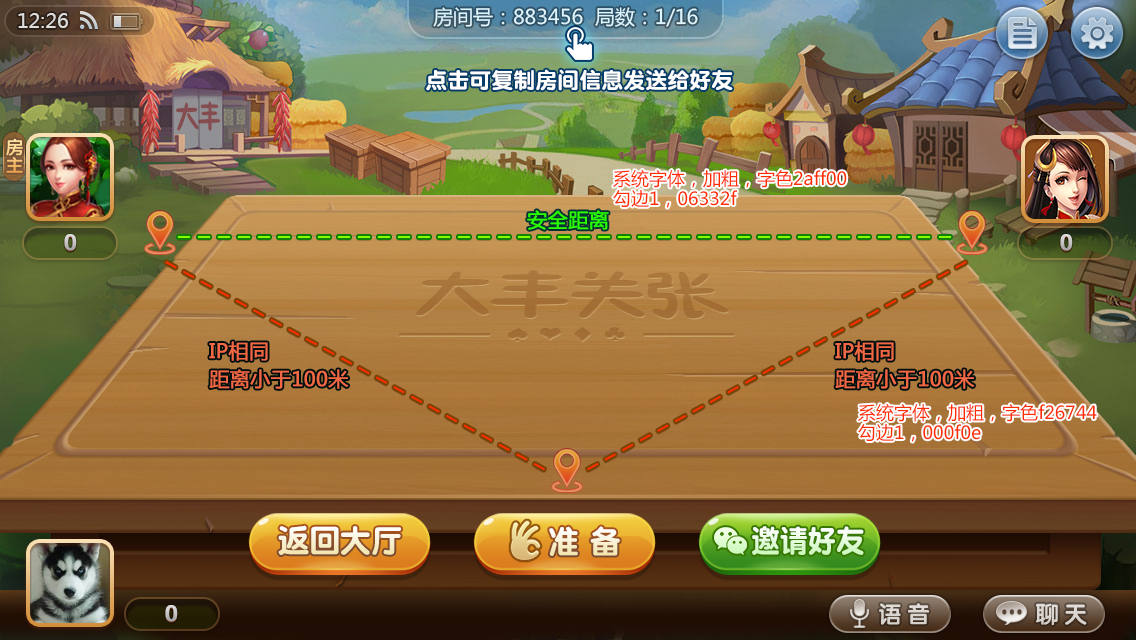 12:26
房间号：883456 局数：1/16
点击可复制房间信息发送给好友
大丰
房主
0
0
系统字体，加粗，字色2aff00
勾边1，06332f
安全距离
大丰关张
IP相同
距离小于100米
IP相同
距离小于100米
系统字体，加粗，字色f26744
勾边1，000f0e
返回大厅
准备
邀请好友
0
语音
聊天